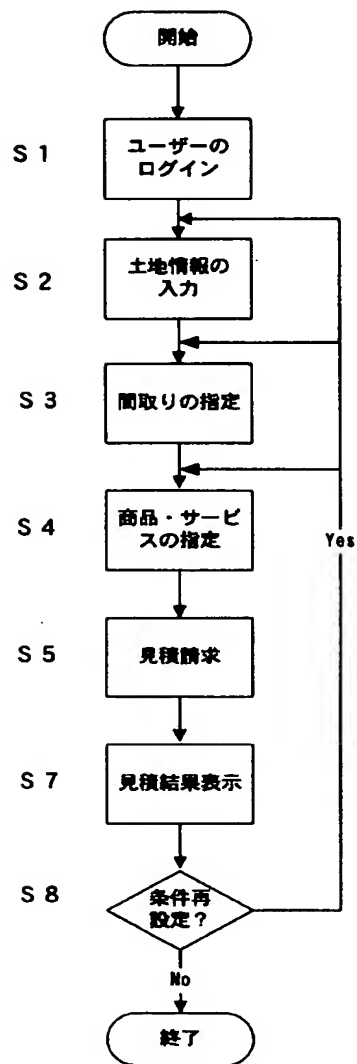 開始
S 1
ユーザーの
ログイン
S 2
土地情報の
入力
S 3
間取りの指定
S 4
商品・サービ
スの指定
Yes
S 5
見積請求
S 7
見積結果表示
S 8
条件再
設定?
No
終了